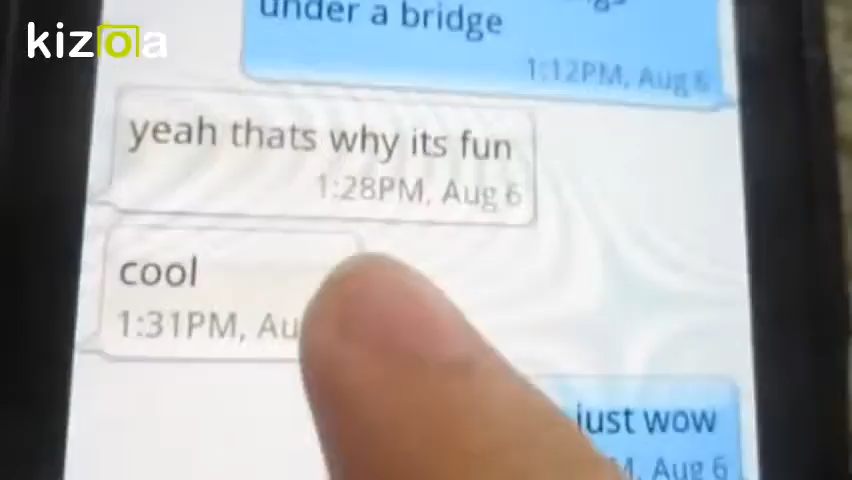 kizoa
under a bridge
1:12PM, Aug 6
yeah thats why its fun
1:28PM, Aug 6
cool
1:31PM, Au
just wow
M, Aug 6